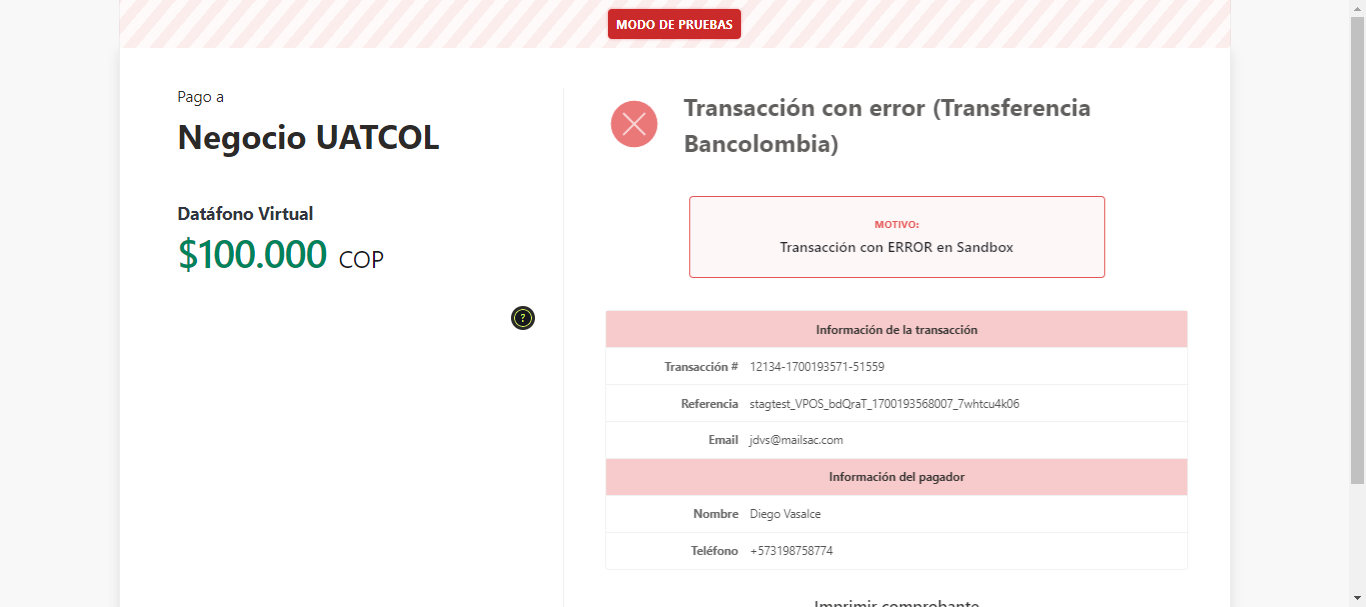 MODO DE PRUEBAS
Pago a
Negocio UATCOL
Datáfono Virtual
$100.000 COP
?
Transacción con error (Transferencia
Bancolombia)
MOTIVO:
Transacción con ERROR en Sandbox
Información de la transacción
Transacción # 12134-1700193571-51559
Referencia stagtest_VPOS_bdQraT_1700193568007_7whtcu4k06
Email jdvs@mailsac.com
Información del pagador
Nombre Diego Vasalce
Teléfono +573198758774
Imprimir comprobante